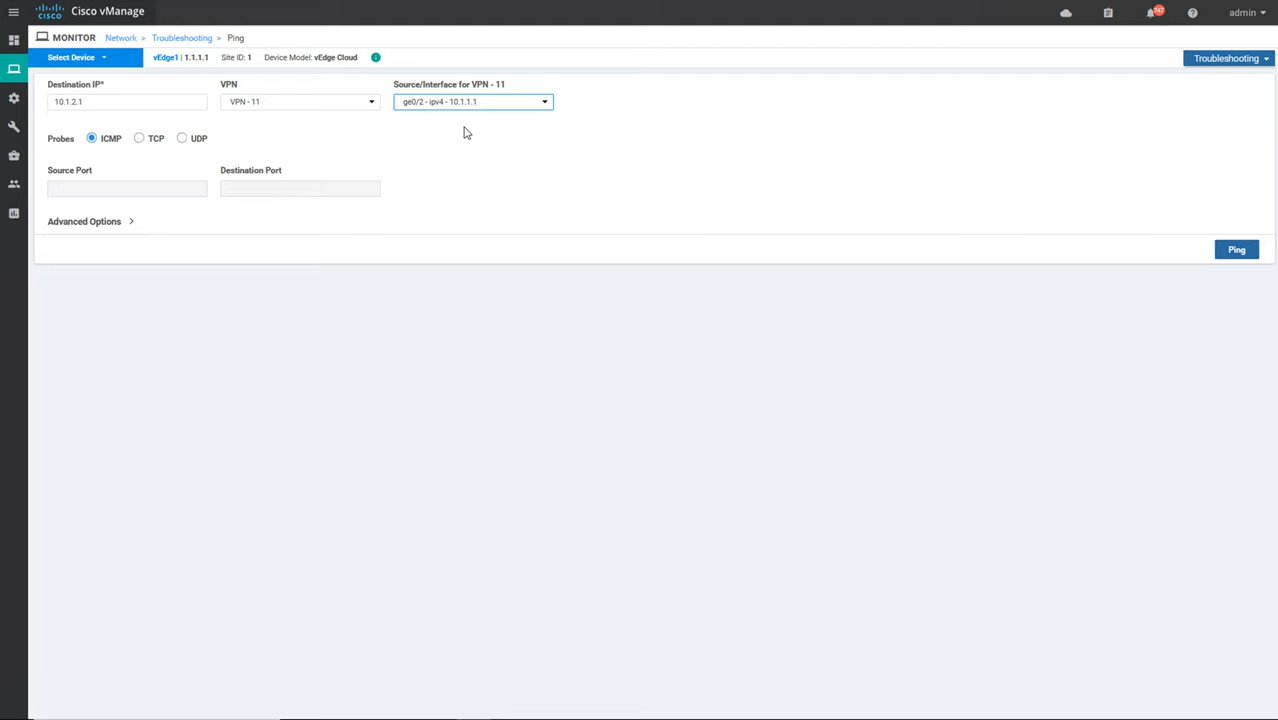 CISCO Cisco vManage 747 admin
MONITOR Network > Troubleshooting > Ping
Select Device vEdge1 | 1.1.1.1 Site ID: 1 Device Model: vEdge Cloud Troubleshooting
Destination IP* VPN Source/Interface for VPN - 11
10.1.2.1 VPN - 11 ge0/2 - ipv4 - 10.1.1.1
Probes ICMP TCP UDP
Source Port Destination Port
Advanced Options >
Ping